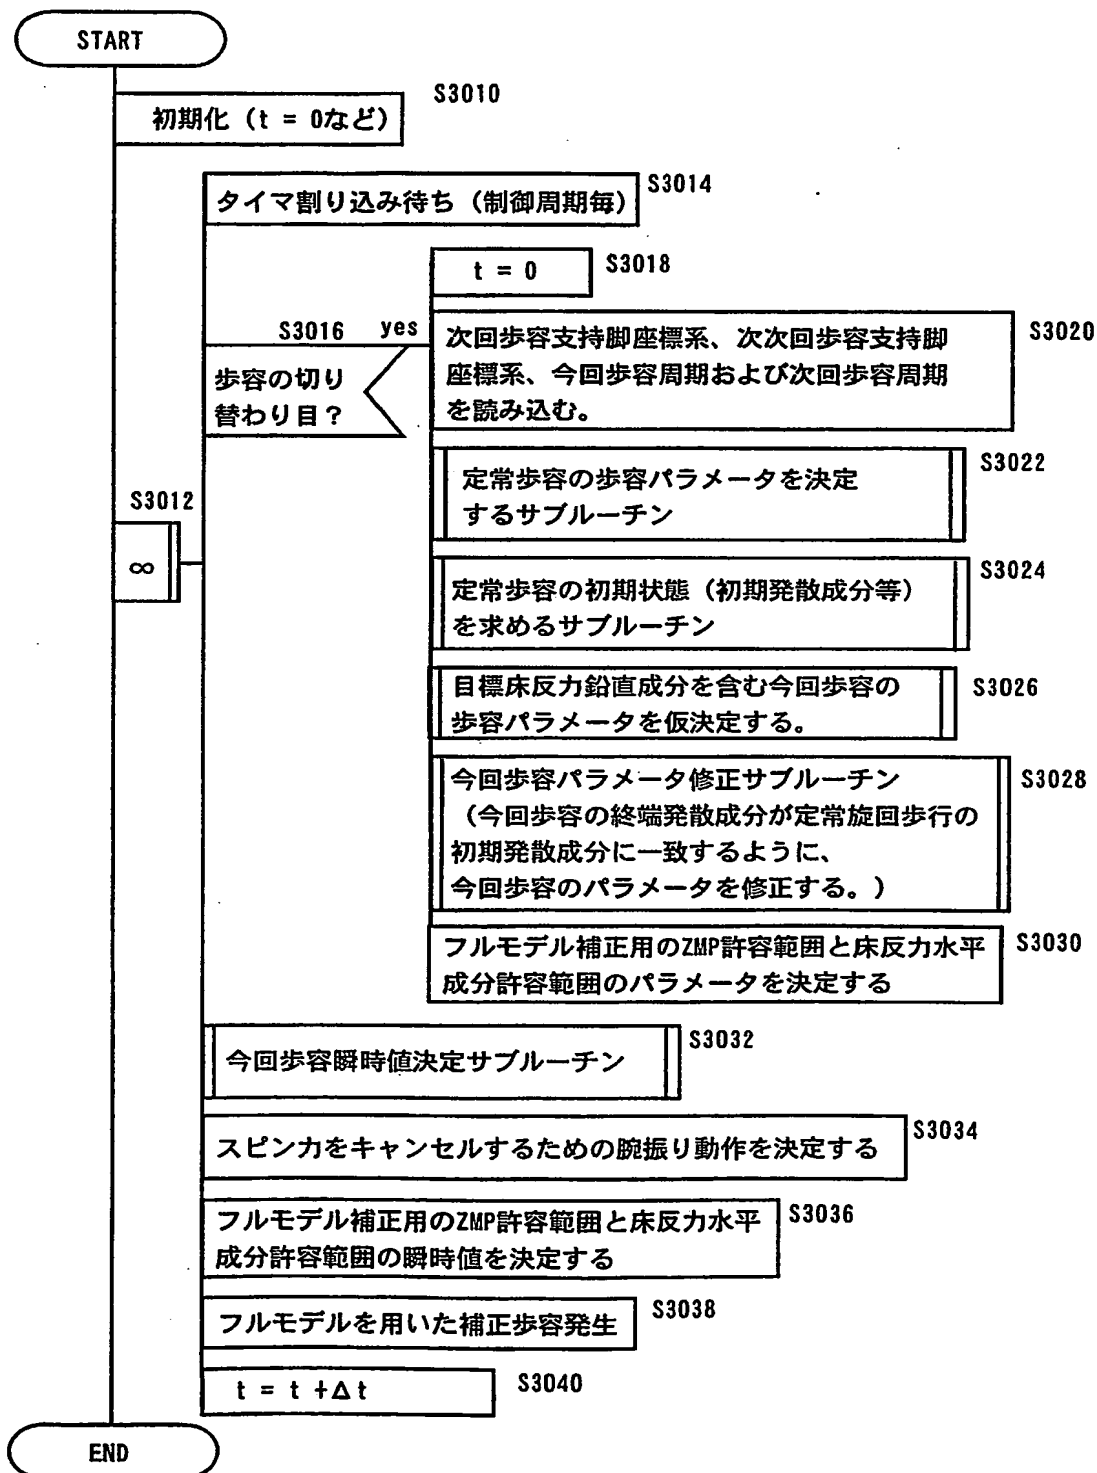 START
S3010
初期化（t = 0など）
S3014
タイマ割り込み待ち（制御周期毎）
t = 0
S3018
S3016
yes
歩容の切り
替わり目？
次回歩容支持脚座標系、次次回歩容支持脚
座標系、今回歩容周期および次回歩容周期
を読み込む。
S3020
定常歩容の歩容パラメータを決定
するサブルーチン
S3022
S3012
∞
定常歩容の初期状態（初期発散成分等）
を求めるサブルーチン
S3024
目標床反力鉛直成分を含む今回歩容の
歩容パラメータを仮決定する。
S3026
今回歩容パラメータ修正サブルーチン
（今回歩容の終端発散成分が定常旋回歩行の
初期発散成分に一致するように、
今回歩容のパラメータを修正する。）
S3028
フルモデル補正用のZMP許容範囲と床反力水平
成分許容範囲のパラメータを決定する
S3030
今回歩容瞬時値決定サブルーチン
S3032
スピン力をキャンセルするための腕振り動作を決定する
S3034
フルモデル補正用のZMP許容範囲と床反力水平
成分許容範囲の瞬時値を決定する
S3036
フルモデルを用いた補正歩容発生
S3038
t = t +Δt
S3040
END